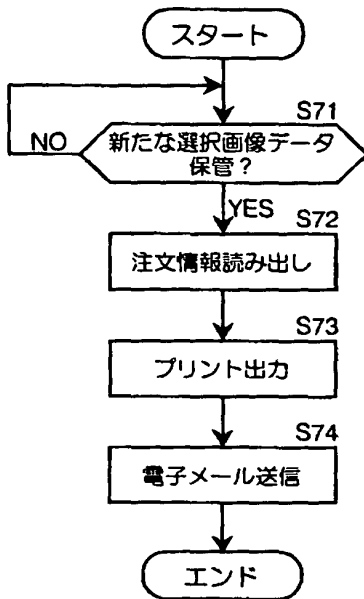 スタート
S71
NO
新たな選択画像データ
保管？
YES
S72
注文情報読み出し
S73
プリント出力
S74
電子メール送信
エンド